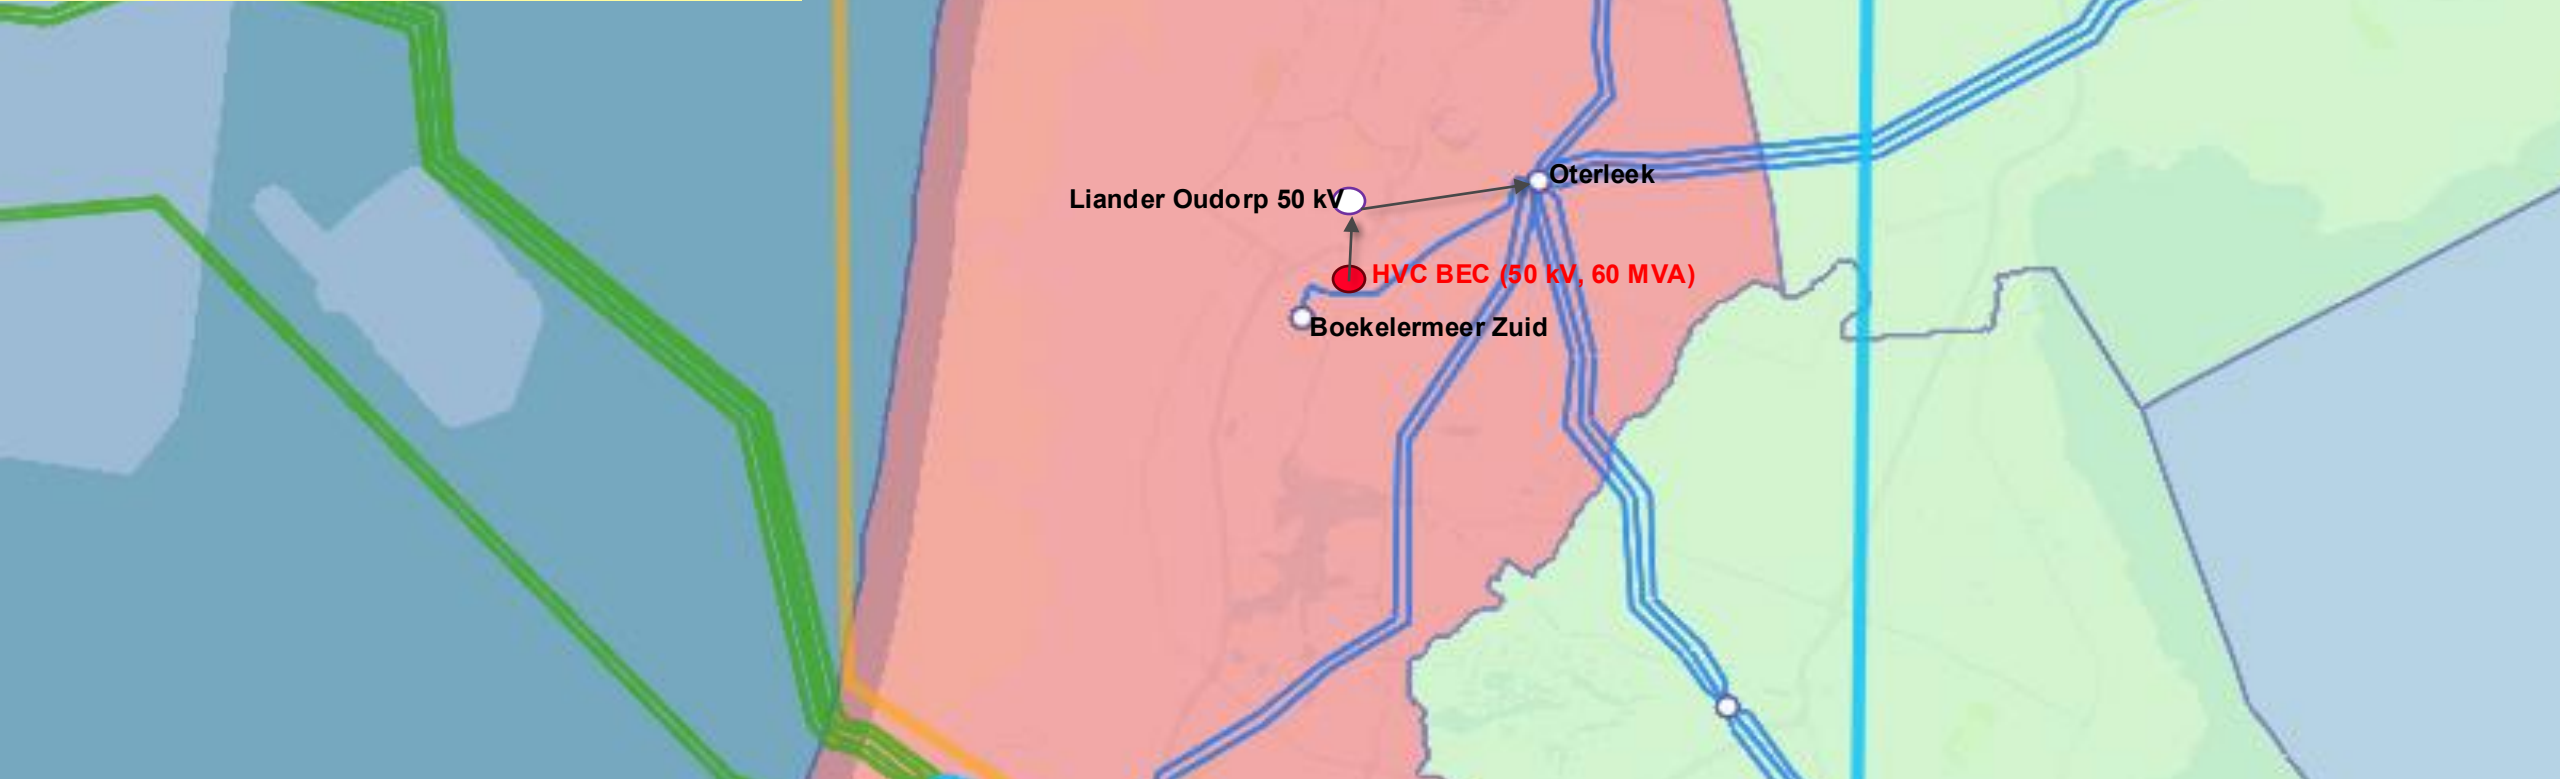 Oterleek
Liander Oudorp 50 kV
HVC BEC (50 kV, 60 MVA)
Boekelermeer Zuid